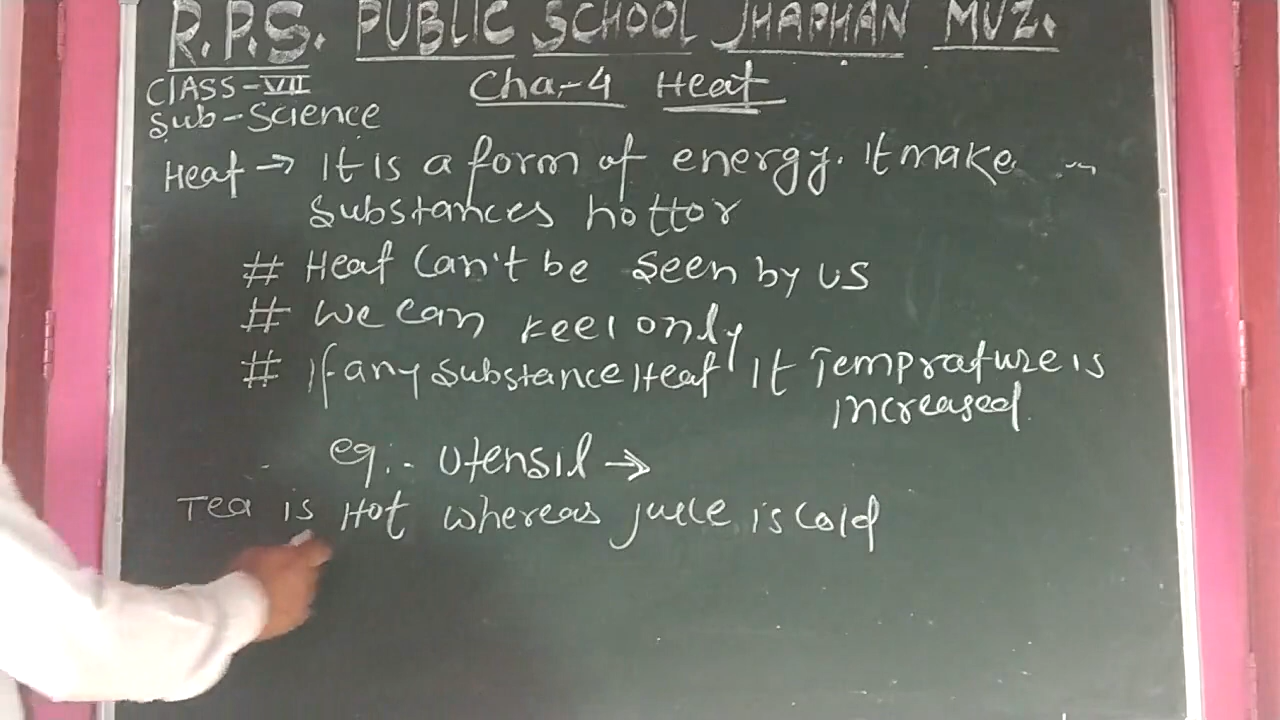 R.P.S. PUBLIC SCHOOL JHAPHAN MUZ.
CLASS-VII
Cha.-4 Heat
Sub-Science
Heat → It is a form of energy. It make
substances hottor
# Heat can't be seen by us
# We can feel only
# If any substance Heat It Temprature is
increased.
eg:- Utensil →
Tea is Hot whereas juice is cold